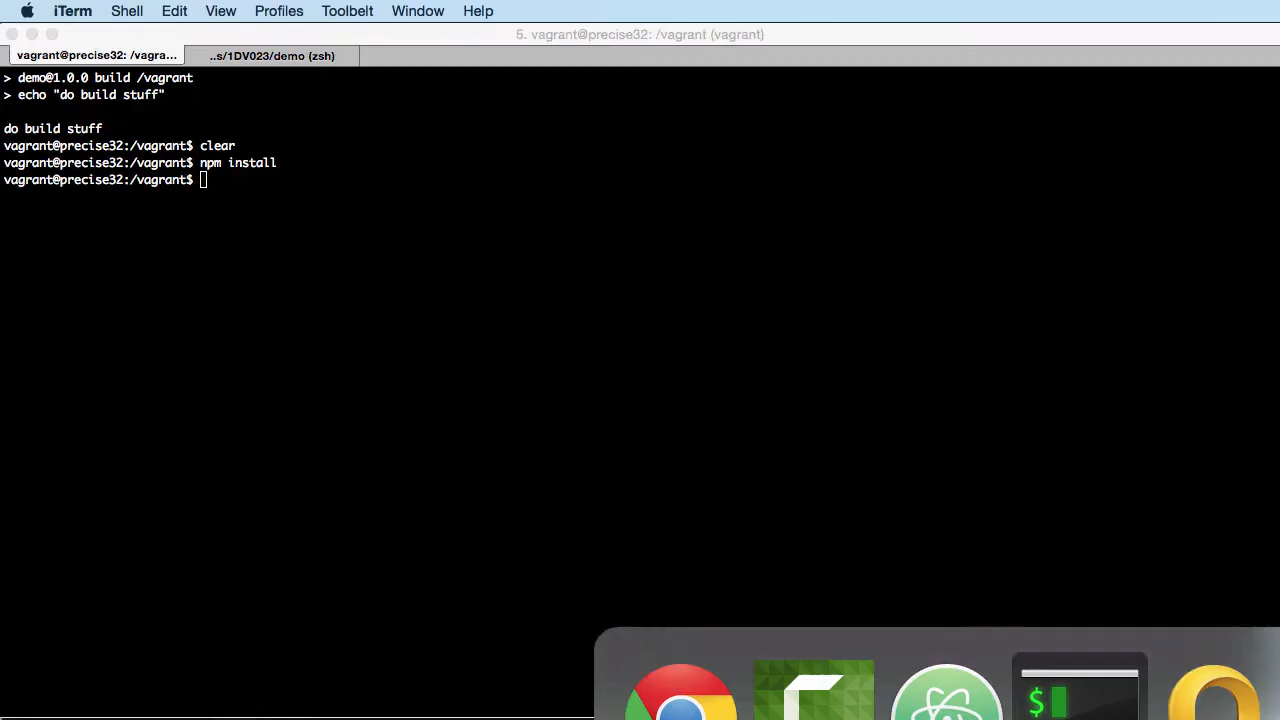 iTerm Shell Edit View Profiles Toolbelt Window Help
5. vagrant@precise32: /vagrant (vagrant)
vagrant@precise32: /vagra... ..s/1DV023/demo (zsh)
> demo@1.0.0 build /vagrant
> echo "do build stuff"
do build stuff
vagrant@precise32:/vagrant$ clear
vagrant@precise32:/vagrant$ npm install
vagrant@precise32:/vagrant$
$